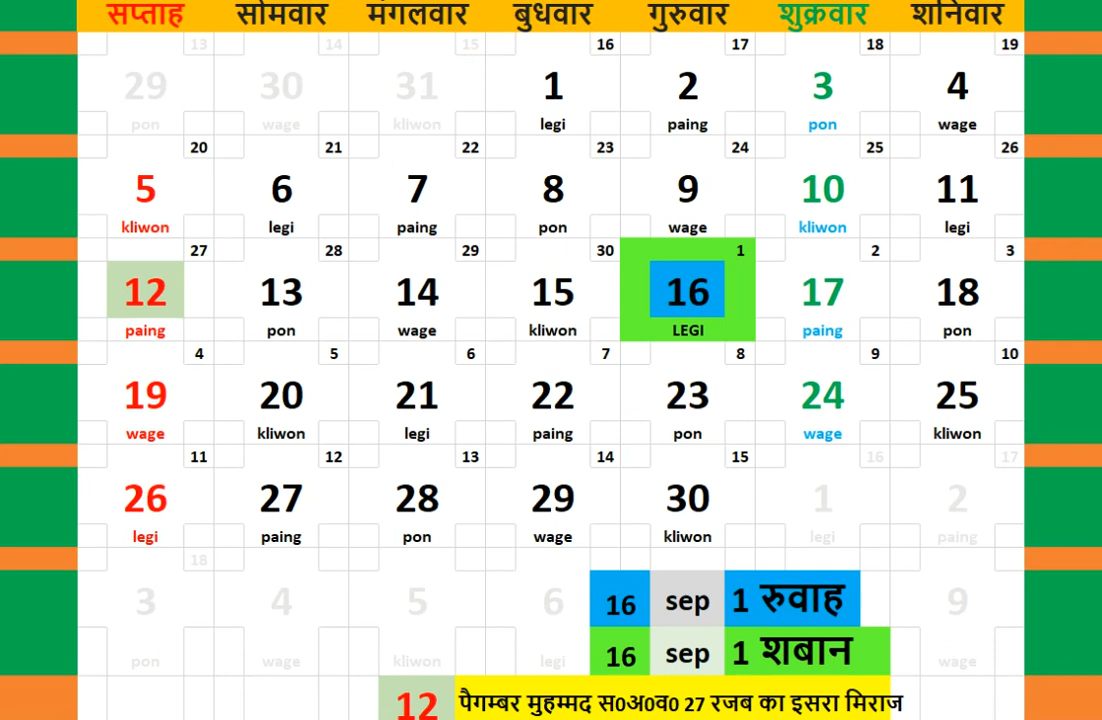 सप्ताह सोमवार मंगलवार बुधवार गुरुवार शुक्रवार शनिवार
13 14 15 16 17 18 19
29 30 31 1 2 3 4
pon wage kliwon legi paing pon wage
20 21 22 23 24 25 26
5 6 7 8 9 10 11
kliwon legi paing pon wage kliwon legi
27 28 29 30 1 2 3
12 13 14 15 16 17 18
paing pon wage kliwon LEGI paing pon
4 5 6 7 8 9 10
19 20 21 22 23 24 25
wage kliwon legi paing pon wage kliwon
11 12 13 14 15 16 17
26 27 28 29 30 1 2
legi paing pon wage kliwon legi paing
18
3 4 5 6 16 sep 1 रुवाह 9
pon wage kliwon legi 16 sep 1 शबान wage
12 पैगम्बर मुहम्मद स0अ0व0 27 रजब का इसरा मिराज